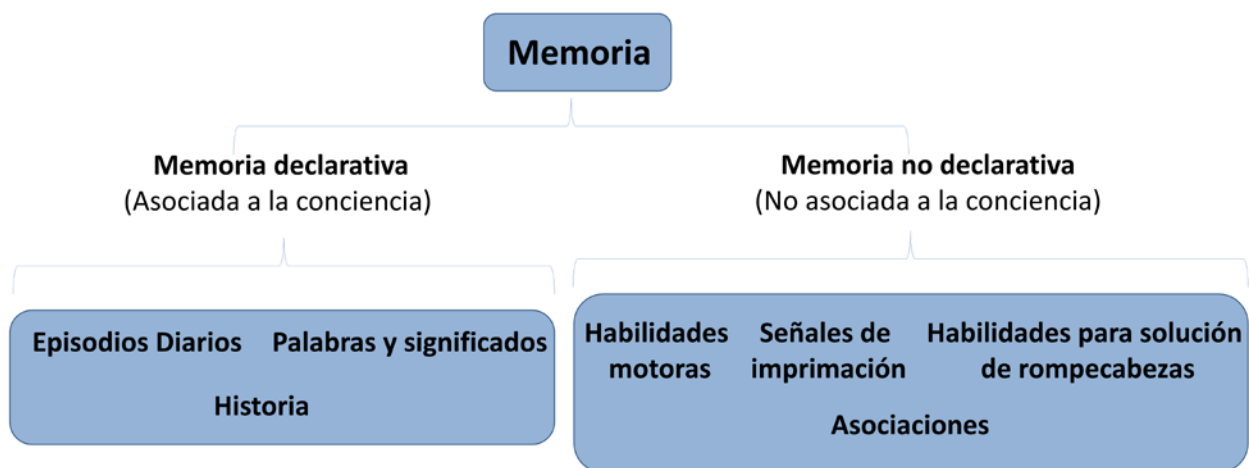 Memoria
Memoria declarativa
(Asociada a la conciencia)
Memoria no declarativa
(No asociada a la conciencia)
Episodios Diarios
Palabras y significados
Historia
Habilidades
motoras
Señales de
imprimación
Habilidades para solución
de rompecabezas
Asociaciones